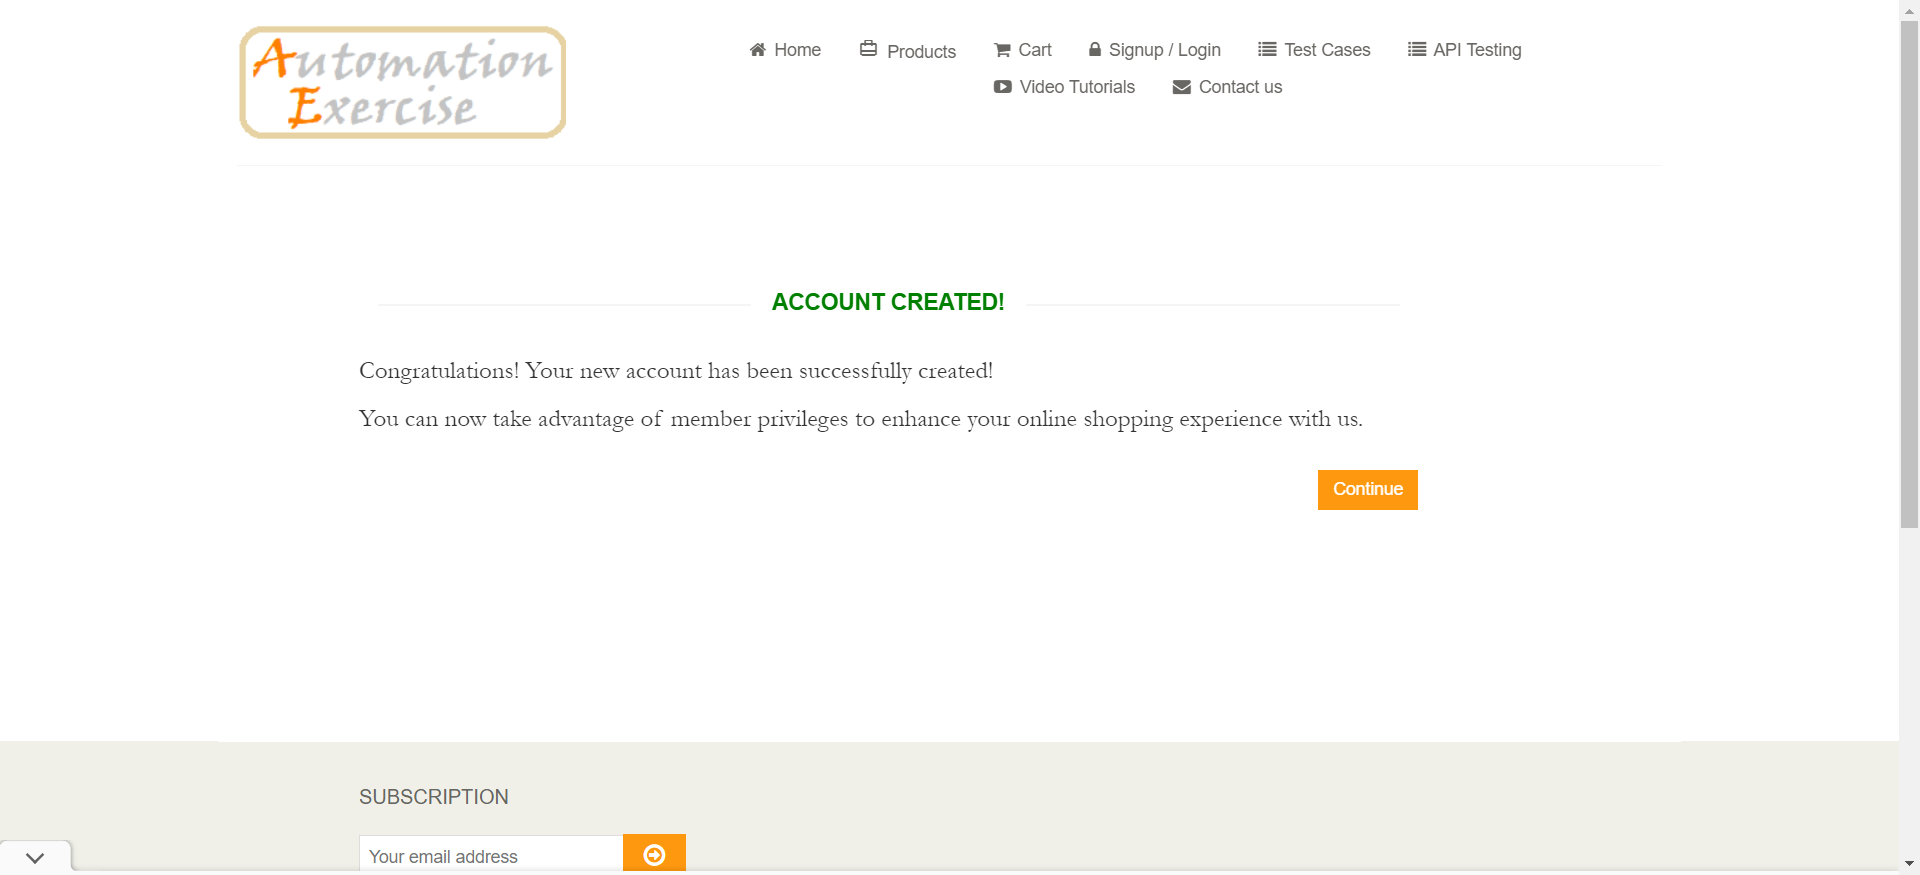 Automation
Exercise
Home Products Cart Signup / Login Test Cases API Testing
Video Tutorials Contact us
ACCOUNT CREATED!
Congratulations! Your new account has been successfully created!
You can now take advantage of member privileges to enhance your online shopping experience with us.
Continue
SUBSCRIPTION
Your email address